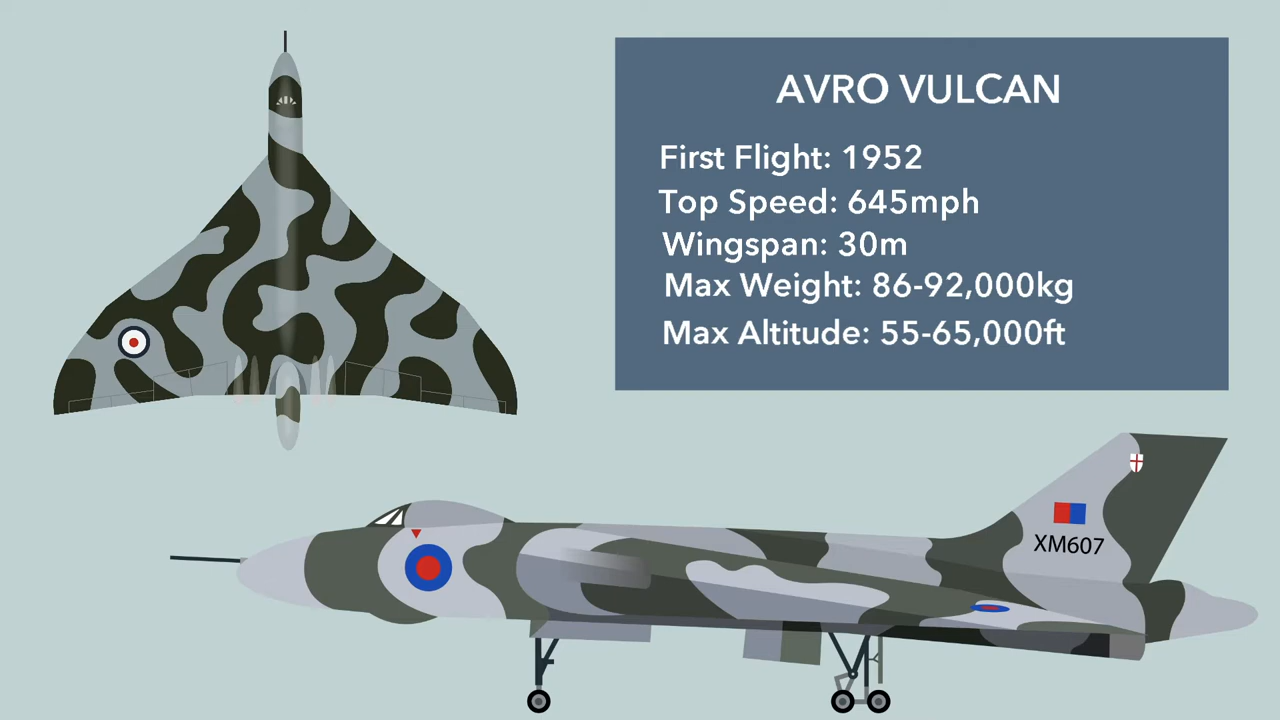 AVRO VULCAN
First Flight: 1952
Top Speed: 645mph
Wingspan: 30m
Max Weight: 86-92,000kg
Max Altitude: 55-65,000ft
XM607